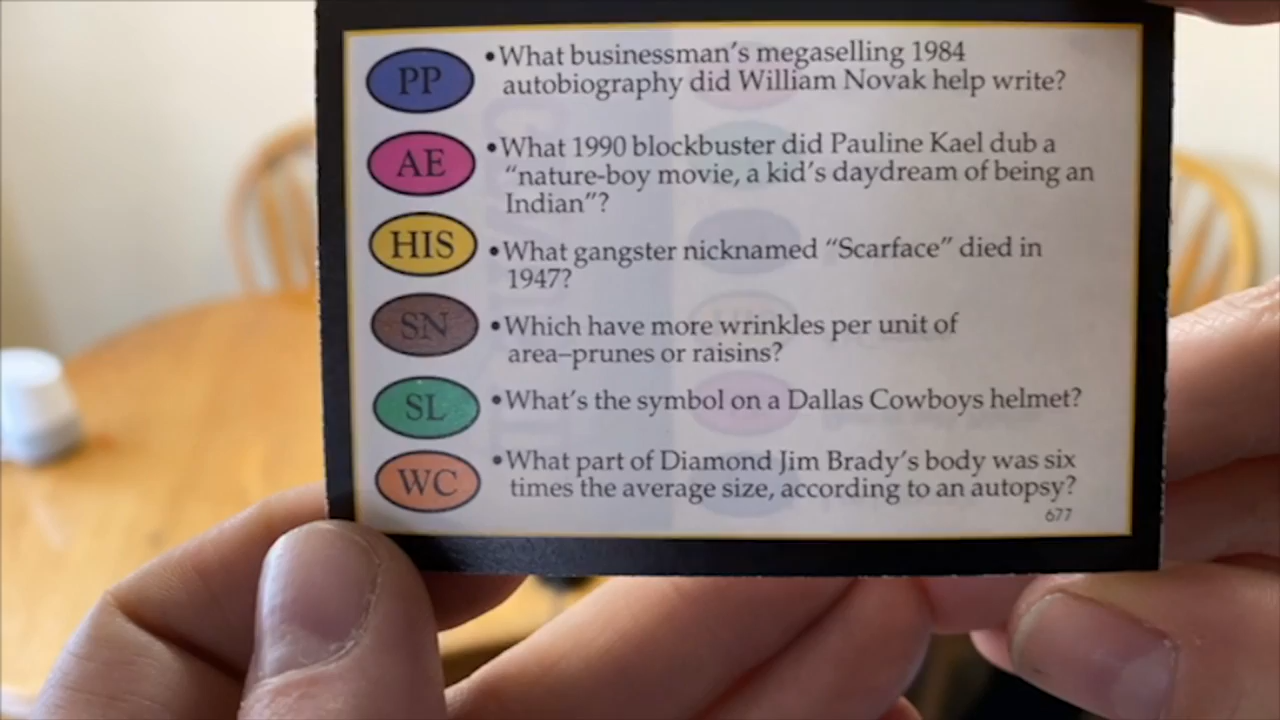 PP • What businessman's megaselling 1984
autobiography did William Novak help write?
AE • What 1990 blockbuster did Pauline Kael dub a
"nature-boy movie, a kid's daydream of being an
Indian"?
HIS • What gangster nicknamed "Scarface" died in
1947?
SN • Which have more wrinkles per unit of
area–prunes or raisins?
SL • What's the symbol on a Dallas Cowboys helmet?
WC • What part of Diamond Jim Brady's body was six
times the average size, according to an autopsy?
677